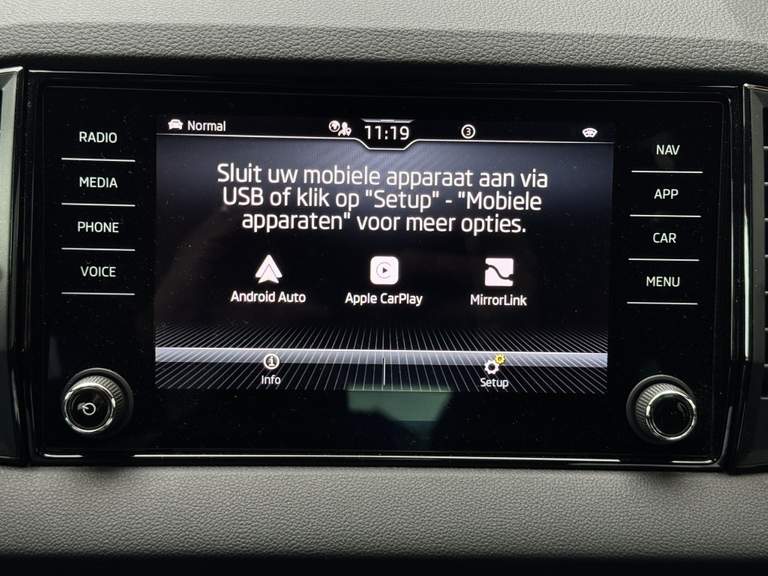 RADIO
MEDIA
PHONE
VOICE
Normal
11:19
3
Sluit uw mobiele apparaat aan via
USB of klik op "Setup" - "Mobiele
apparaten" voor meer opties.
Android Auto
Apple CarPlay
MirrorLink
Info
Setup
NAV
APP
CAR
MENU